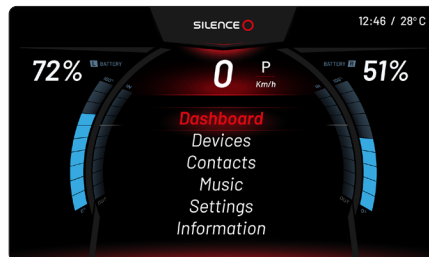 SILENCE
12:46 / 28°C
72%
L BATTERY
0
P
Km/h
BATTERY R
51%
Dashboard
Devices
Contacts
Music
Settings
Information